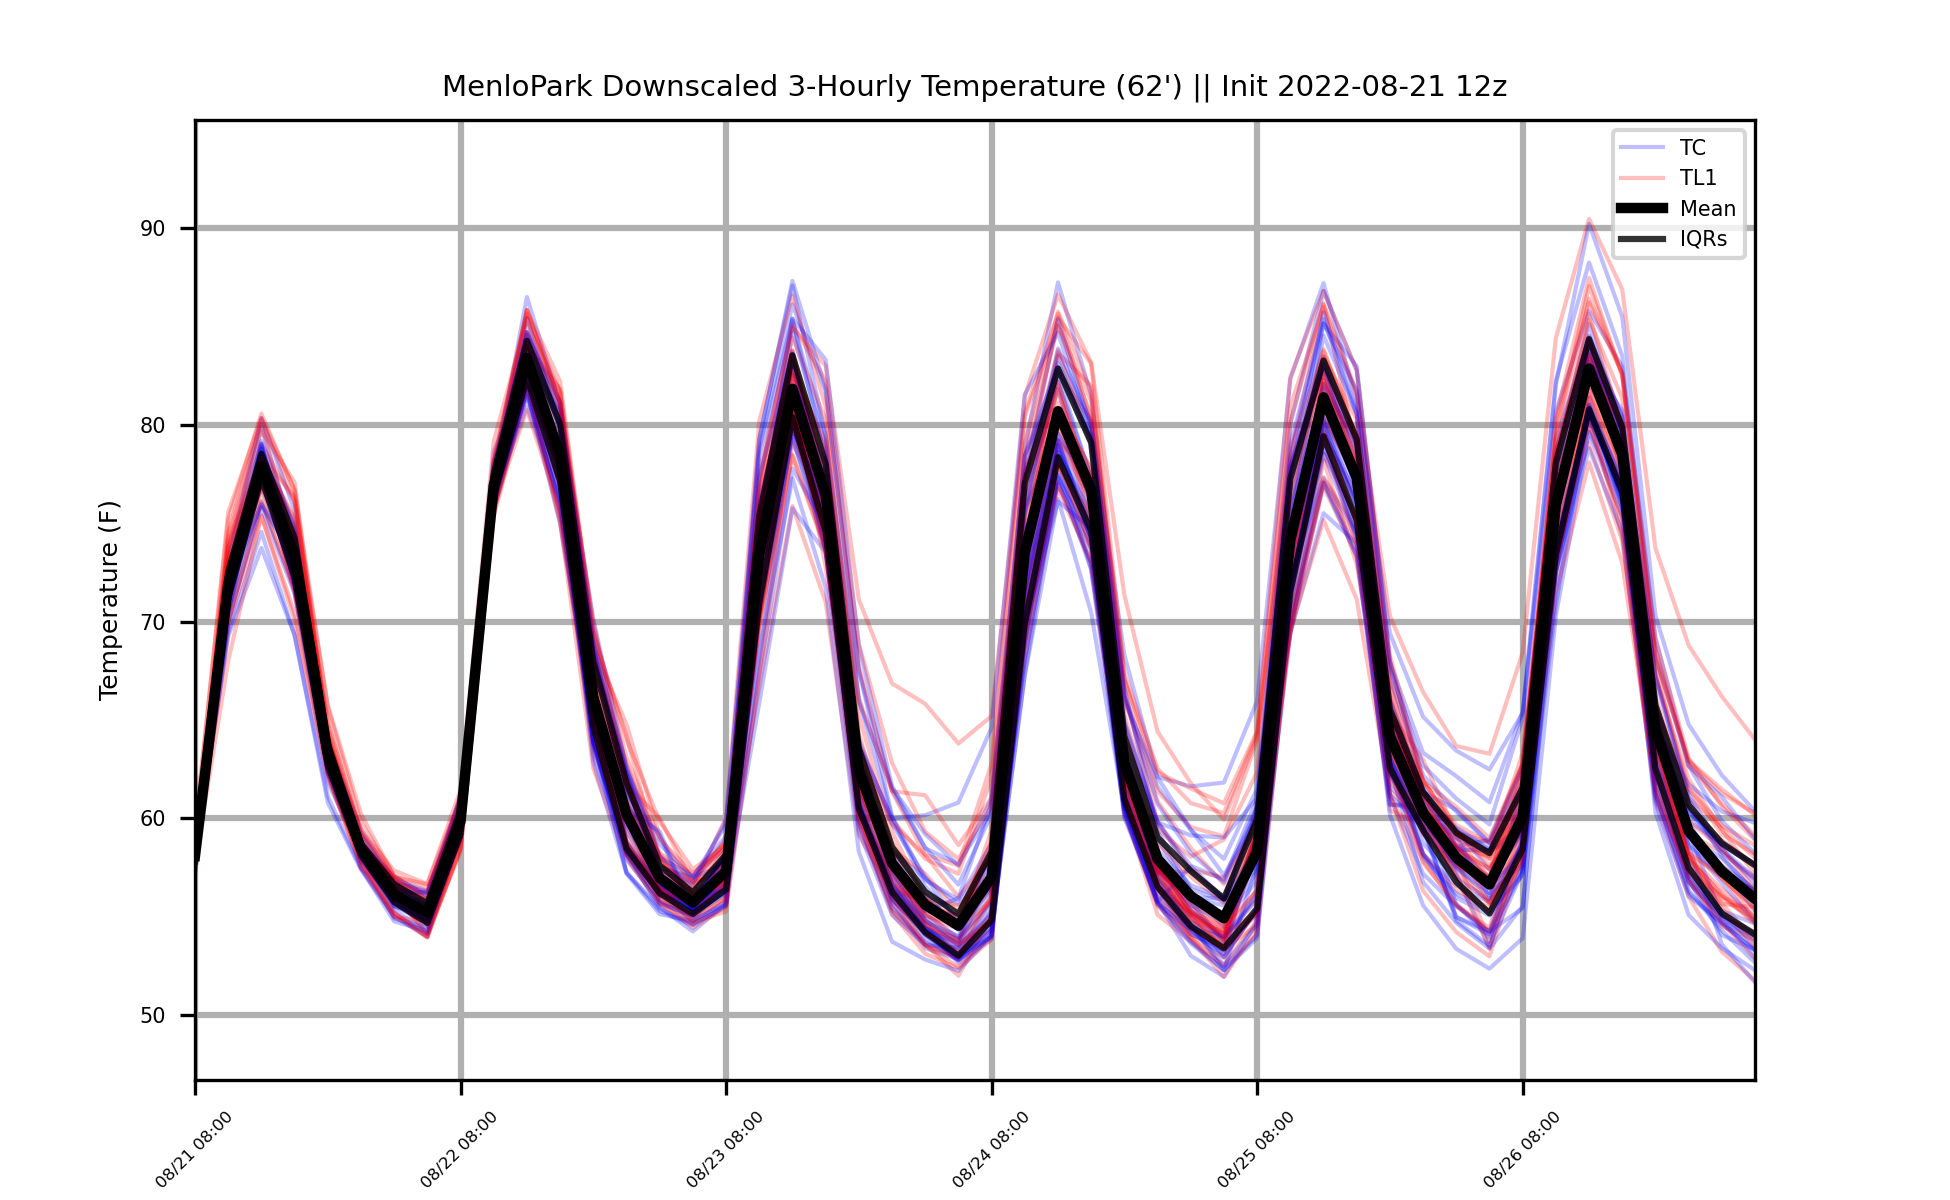 MenloPark Downscaled 3-Hourly Temperature (62') || Init 2022-08-21 12z
TC
TL1
Mean
IQRs
Temperature (F)
90
80
70
60
50
08/21 08:00
08/22 08:00
08/23 08:00
08/24 08:00
08/25 08:00
08/26 08:00